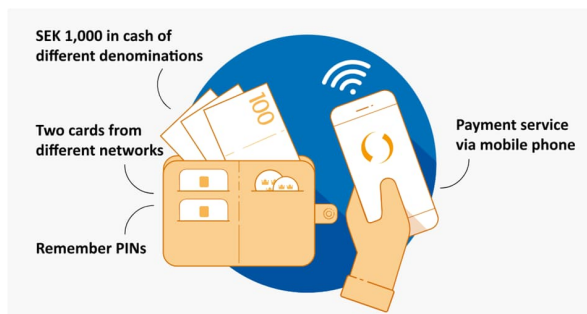 SEK 1,000 in cash of
different denominations
100
Two cards from
different networks
Payment service
via mobile phone
Remember PINs